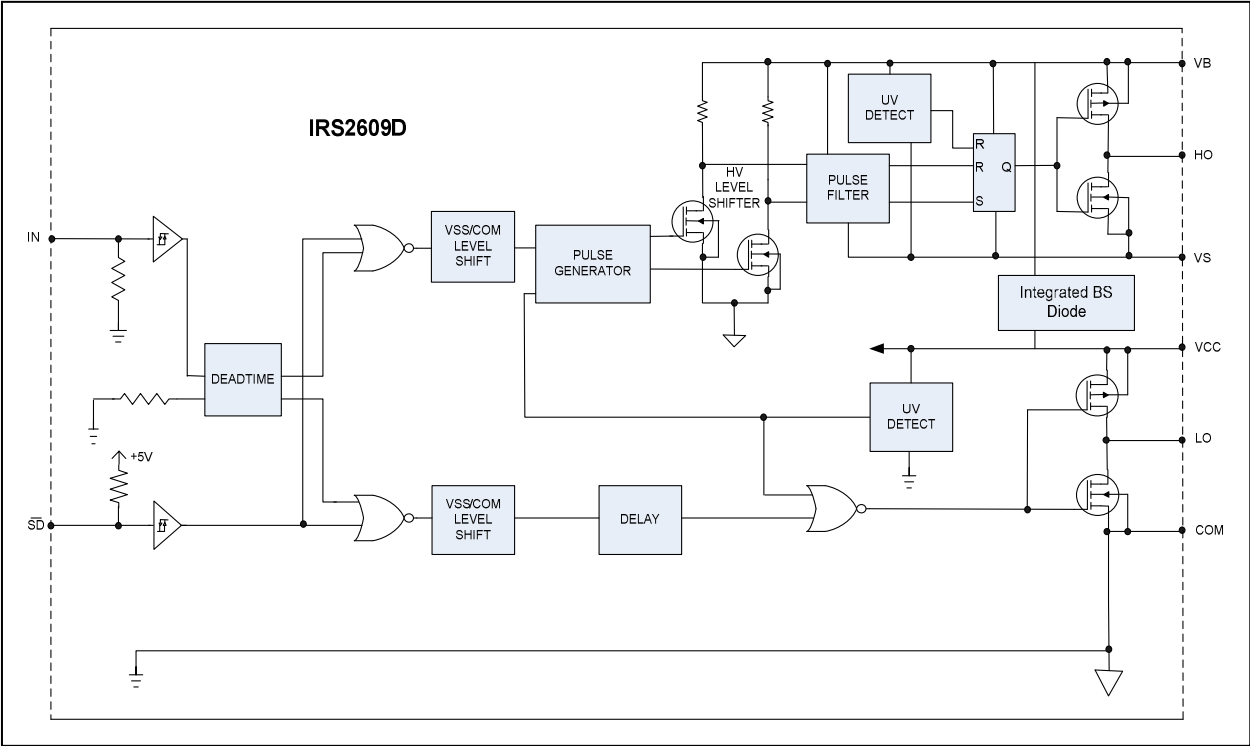 IRS2609D
VB
UV
DETECT
R
R
Q
S
HO
HV
LEVEL
SHIFTER
PULSE
FILTER
IN
VSS/COM
LEVEL
SHIFT
PULSE
GENERATOR
VS
Integrated BS
Diode
VCC
DEADTIME
UV
DETECT
+5V
LO
SD
VSS/COM
LEVEL
SHIFT
DELAY
COM